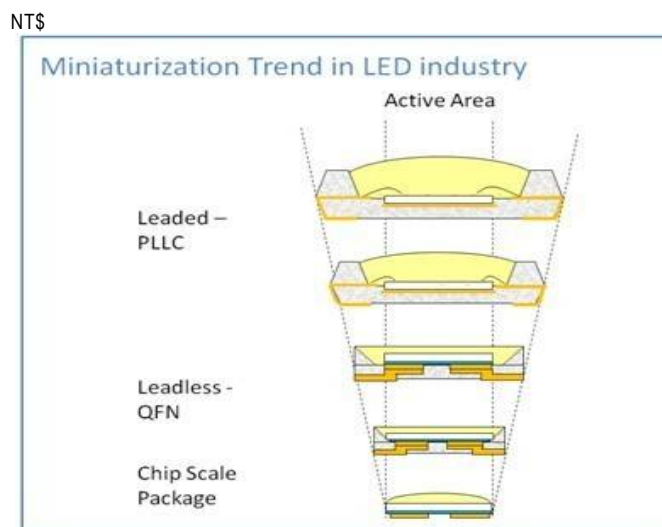 NT$
Miniaturization Trend in LED industry
Active Area
Leaded –
PLLC
Leadless -
QFN
Chip Scale
Package